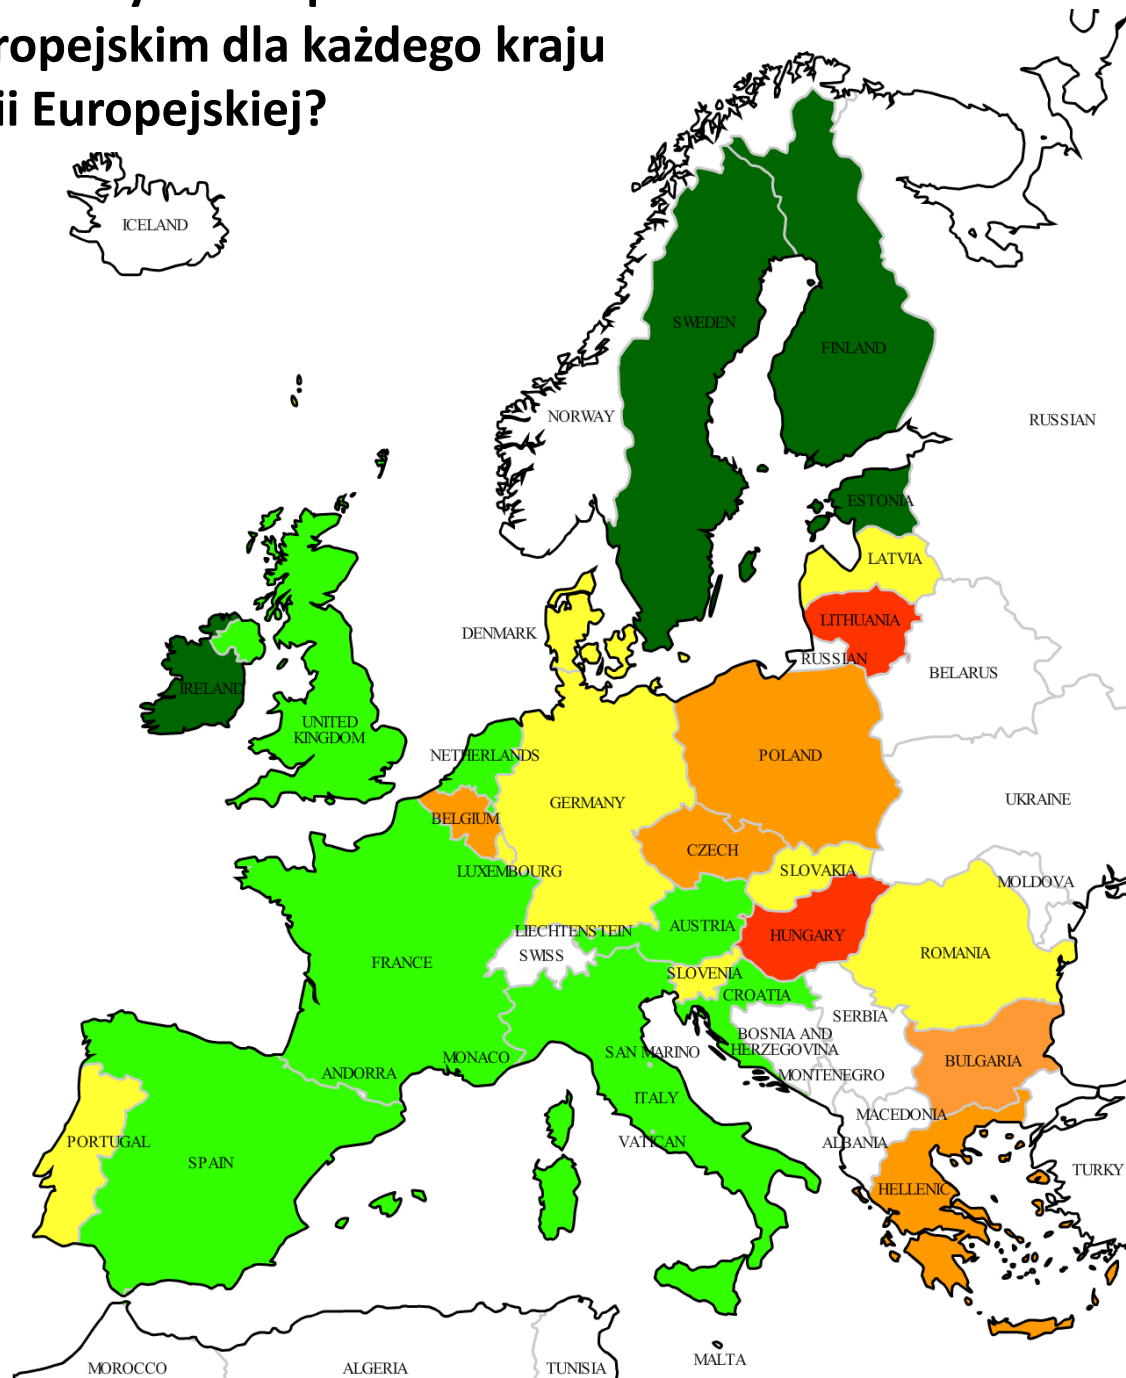 ropejskim dla każdego kraju
ii Europejskiej?
ICELAND
SWEDEN
FINLAND
NORWAY
RUSSIAN
ESTONIA
LATVIA
LITHUANIA
DENMARK
RUSSIAN
BELARUS
IRELAND
UNITED
KINGDOM
NETHERLANDS
POLAND
GERMANY
UKRAINE
BELGIUM
CZECH
LUXEMBOURG
SLOVAKIA
MOLDOVA
AUSTRIA
LIECHTENSTEIN
HUNGARY
SWISS
ROMANIA
FRANCE
SLOVENIA
CROATIA
SERBIA
BOSNIA AND
HERZEGOVINA
SAN MARINO
MONACO
BULGARIA
ANDORRA
MONTENEGRO
ITALY
MACEDONIA
PORTUGAL
VATICAN
ALBANIA
SPAIN
TURKY
HELLENIC
MALTA
MOROCCO
ALGERIA
TUNISIA